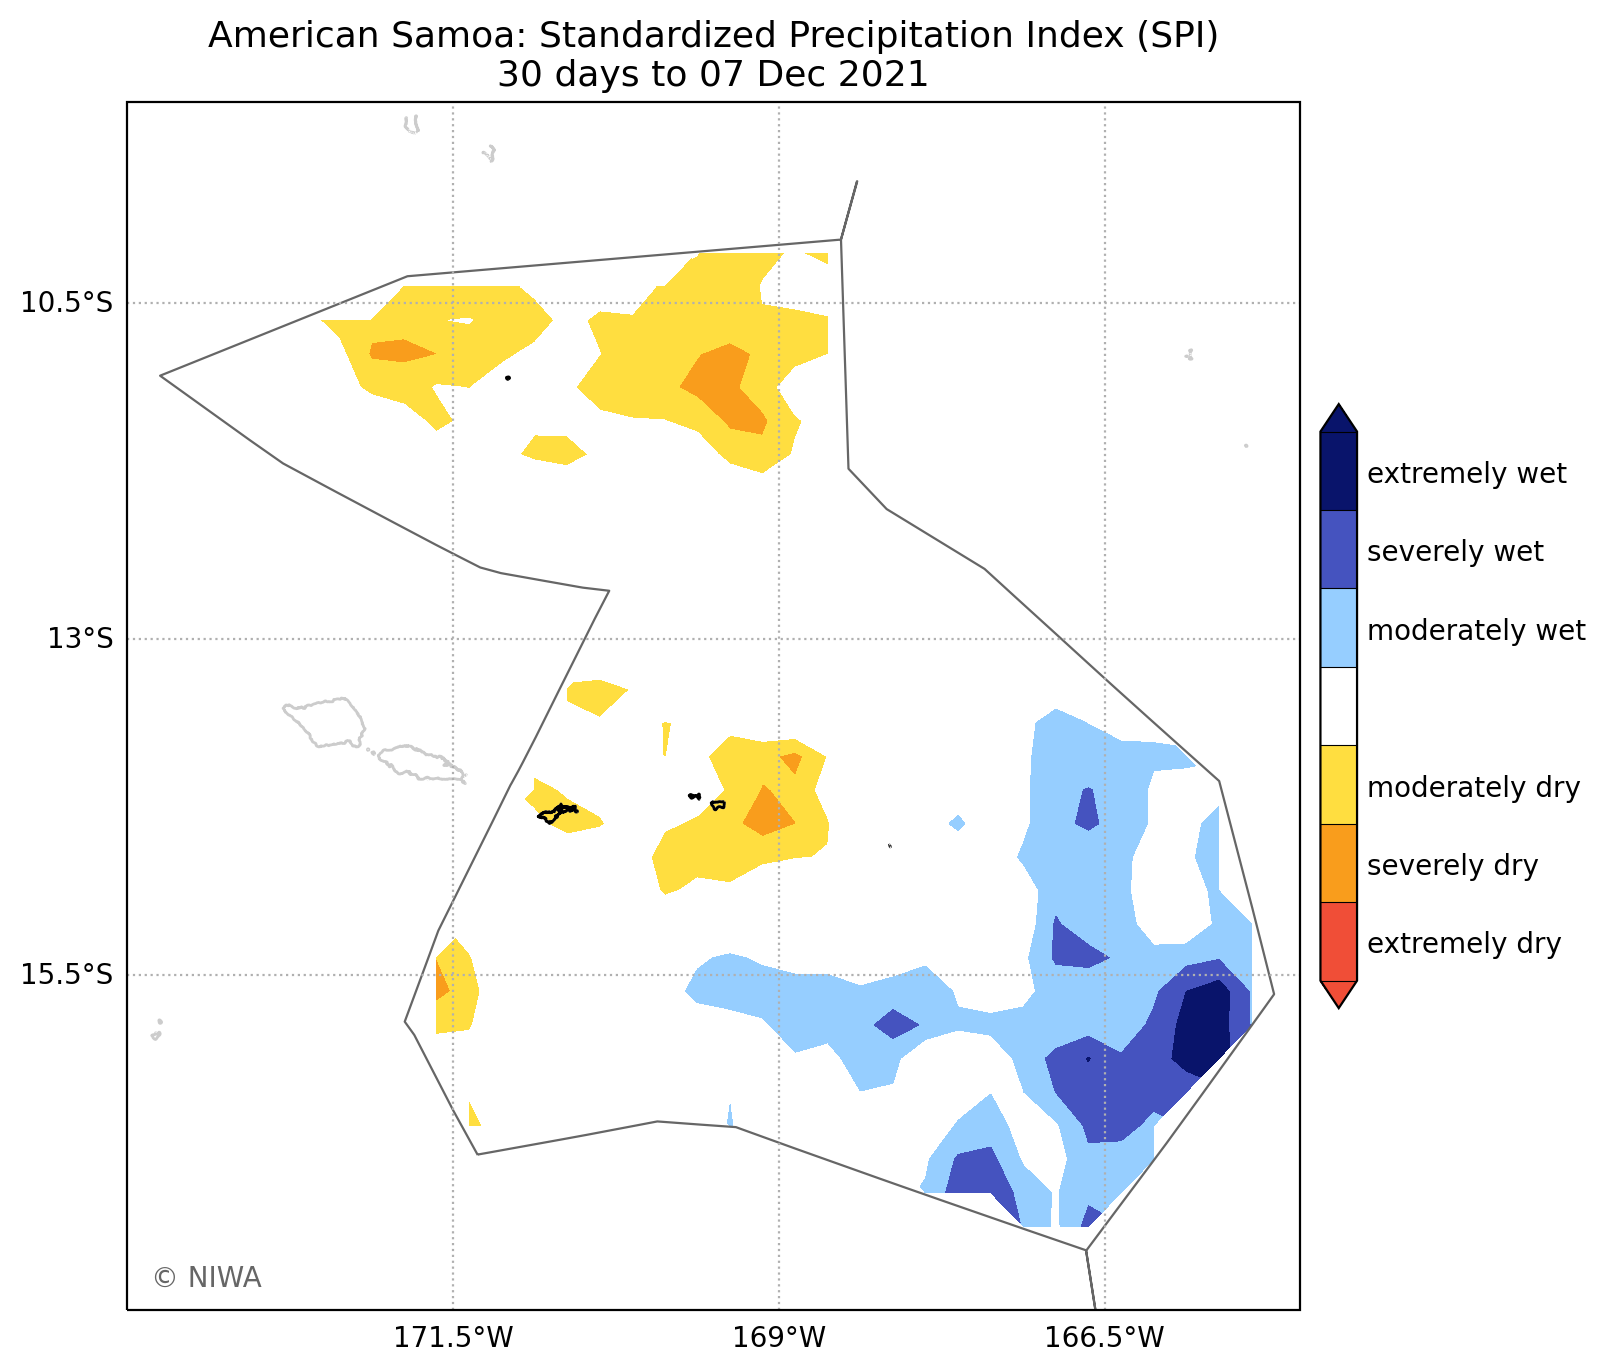 American Samoa: Standardized Precipitation Index (SPI)
30 days to 07 Dec 2021
10.5°S
13°S
15.5°S
171.5°W
169°W
166.5°W
extremely wet
severely wet
moderately wet
moderately dry
severely dry
extremely dry
© NIWA